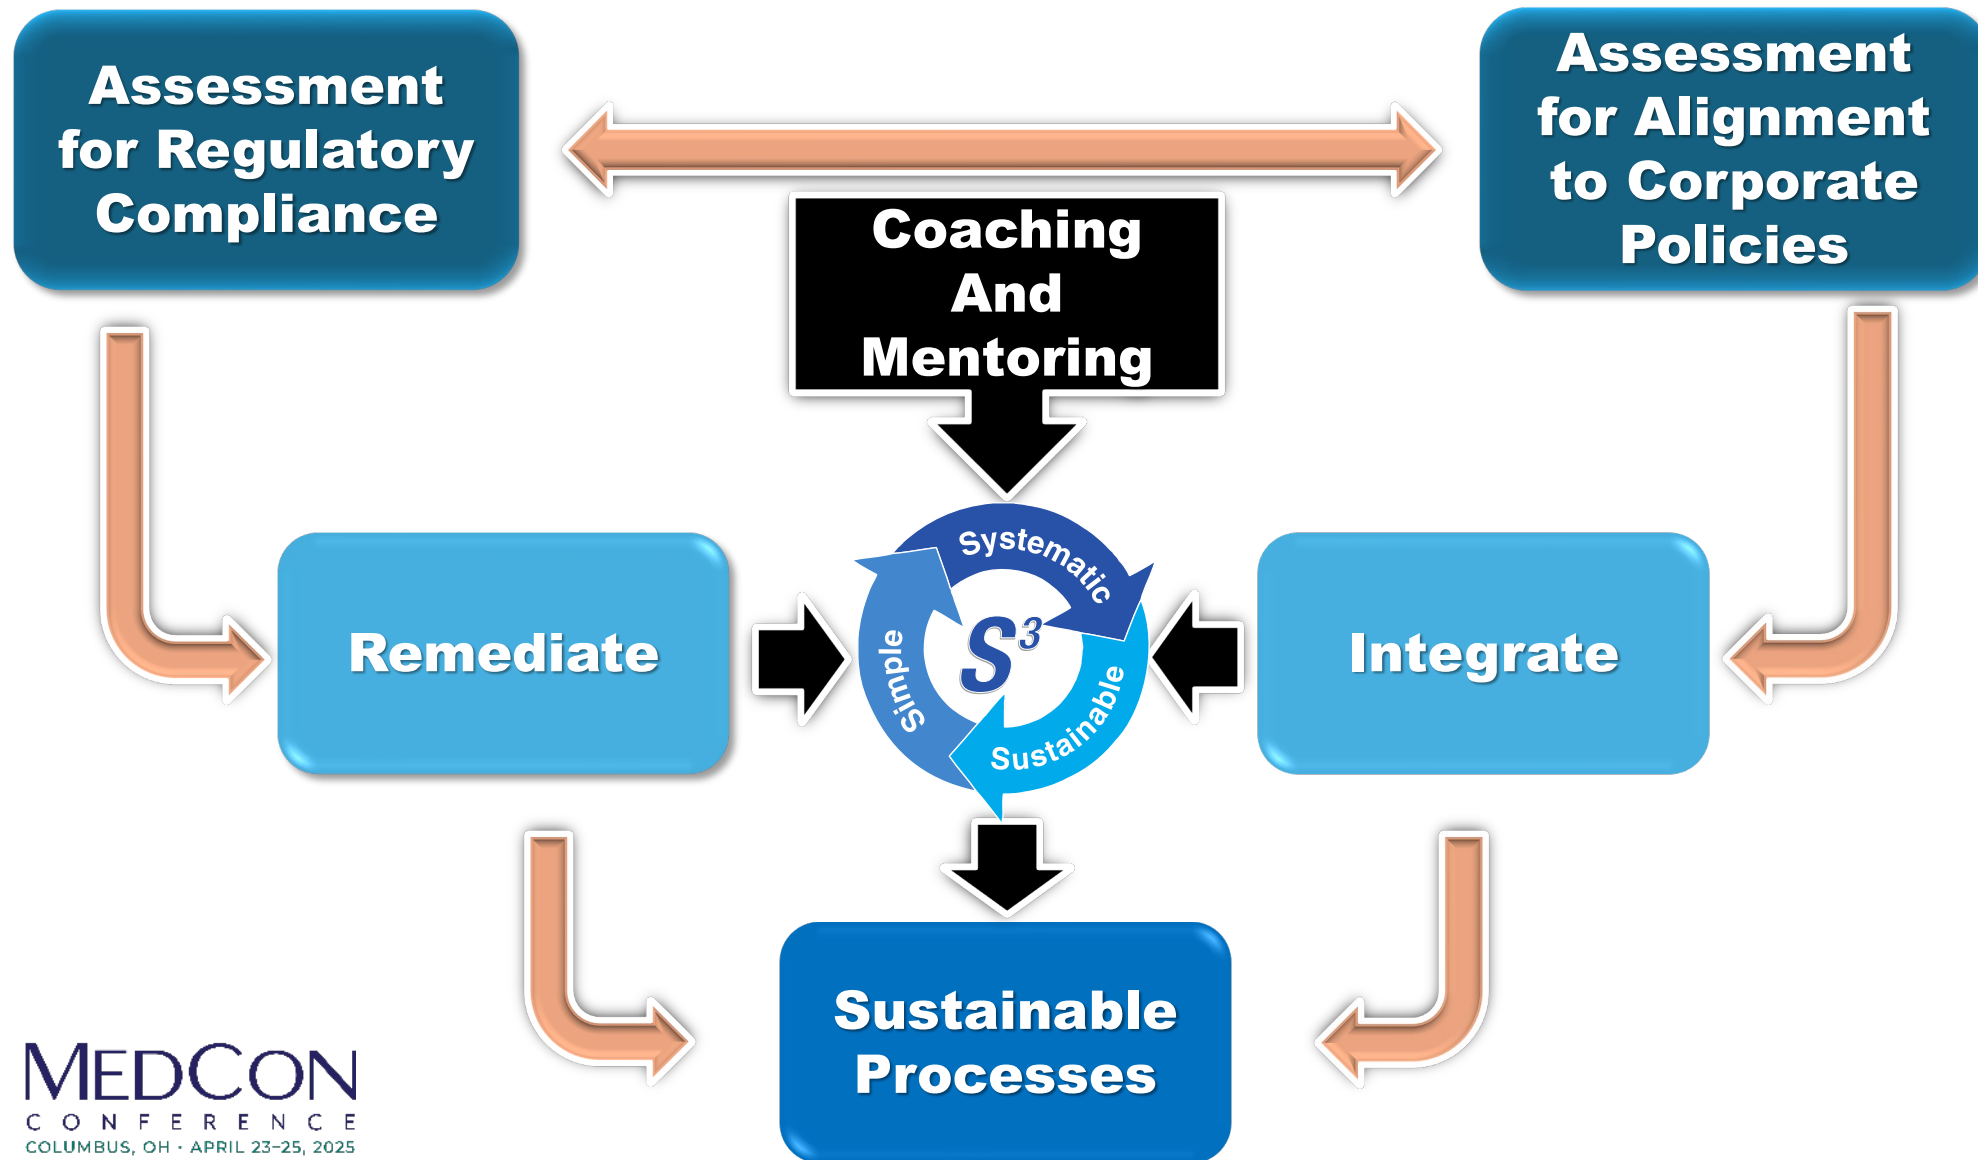 Assessment
for Regulatory
Compliance
Assessment
for Alignment
to Corporate
Policies
Coaching
And
Mentoring
Remediate
Systematic
Simple
S³
Sustainable
Integrate
Sustainable
Processes
MEDCON
CONFERENCE
COLUMBUS, OH · APRIL 23–25, 2025